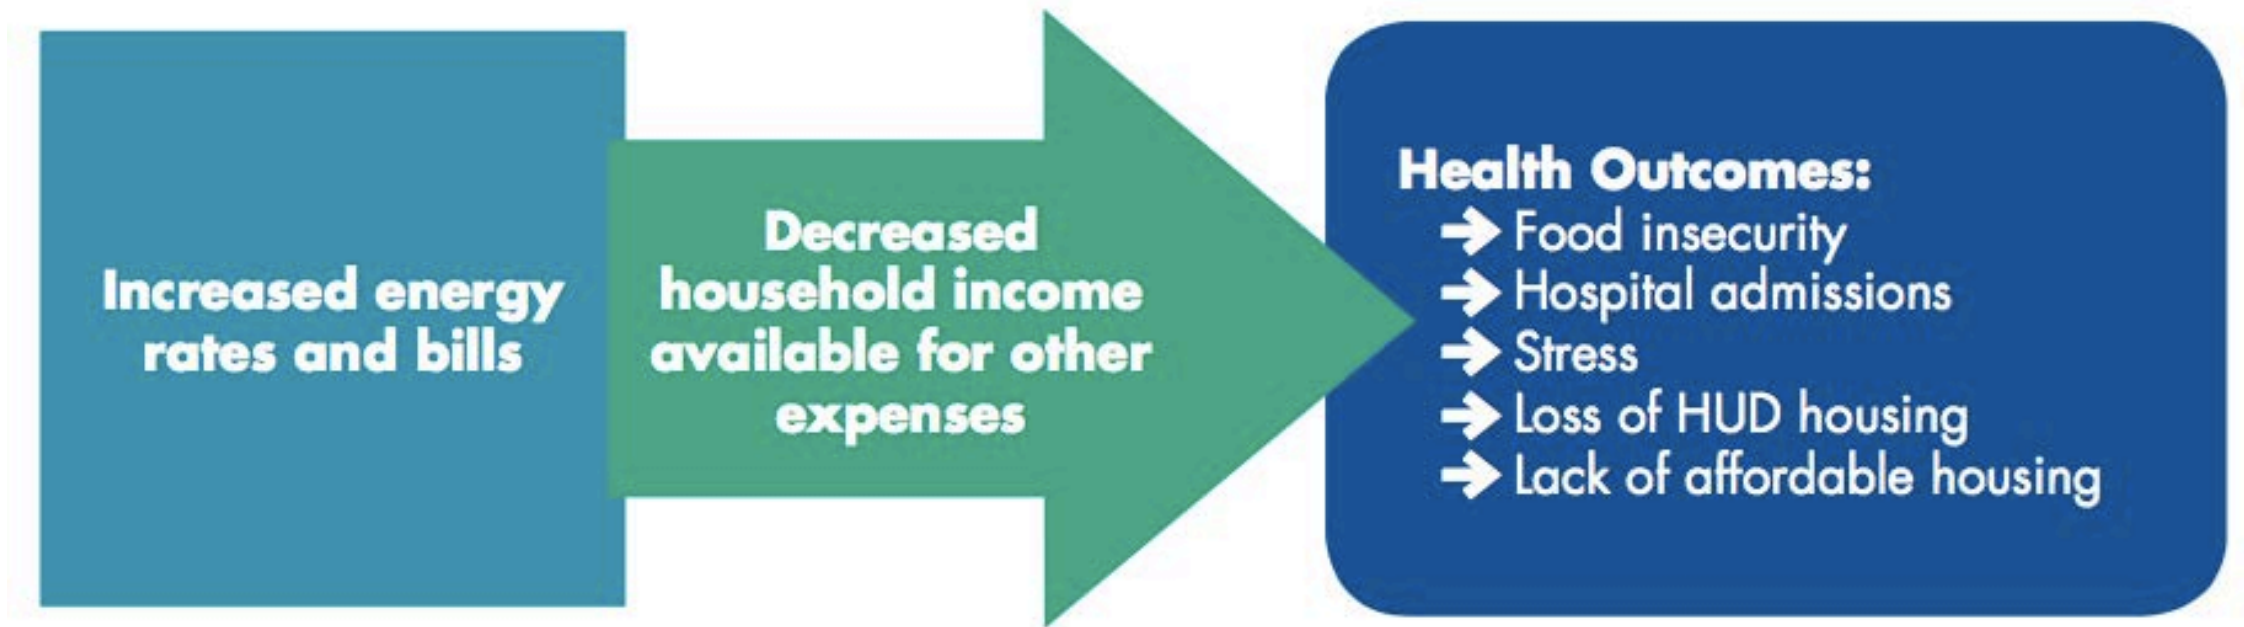 Increased energy
rates and bills
Decreased
household income
available for other
expenses
Health Outcomes:
➔ Food insecurity
➔ Hospital admissions
➔ Stress
➔ Loss of HUD housing
➔ Lack of affordable housing